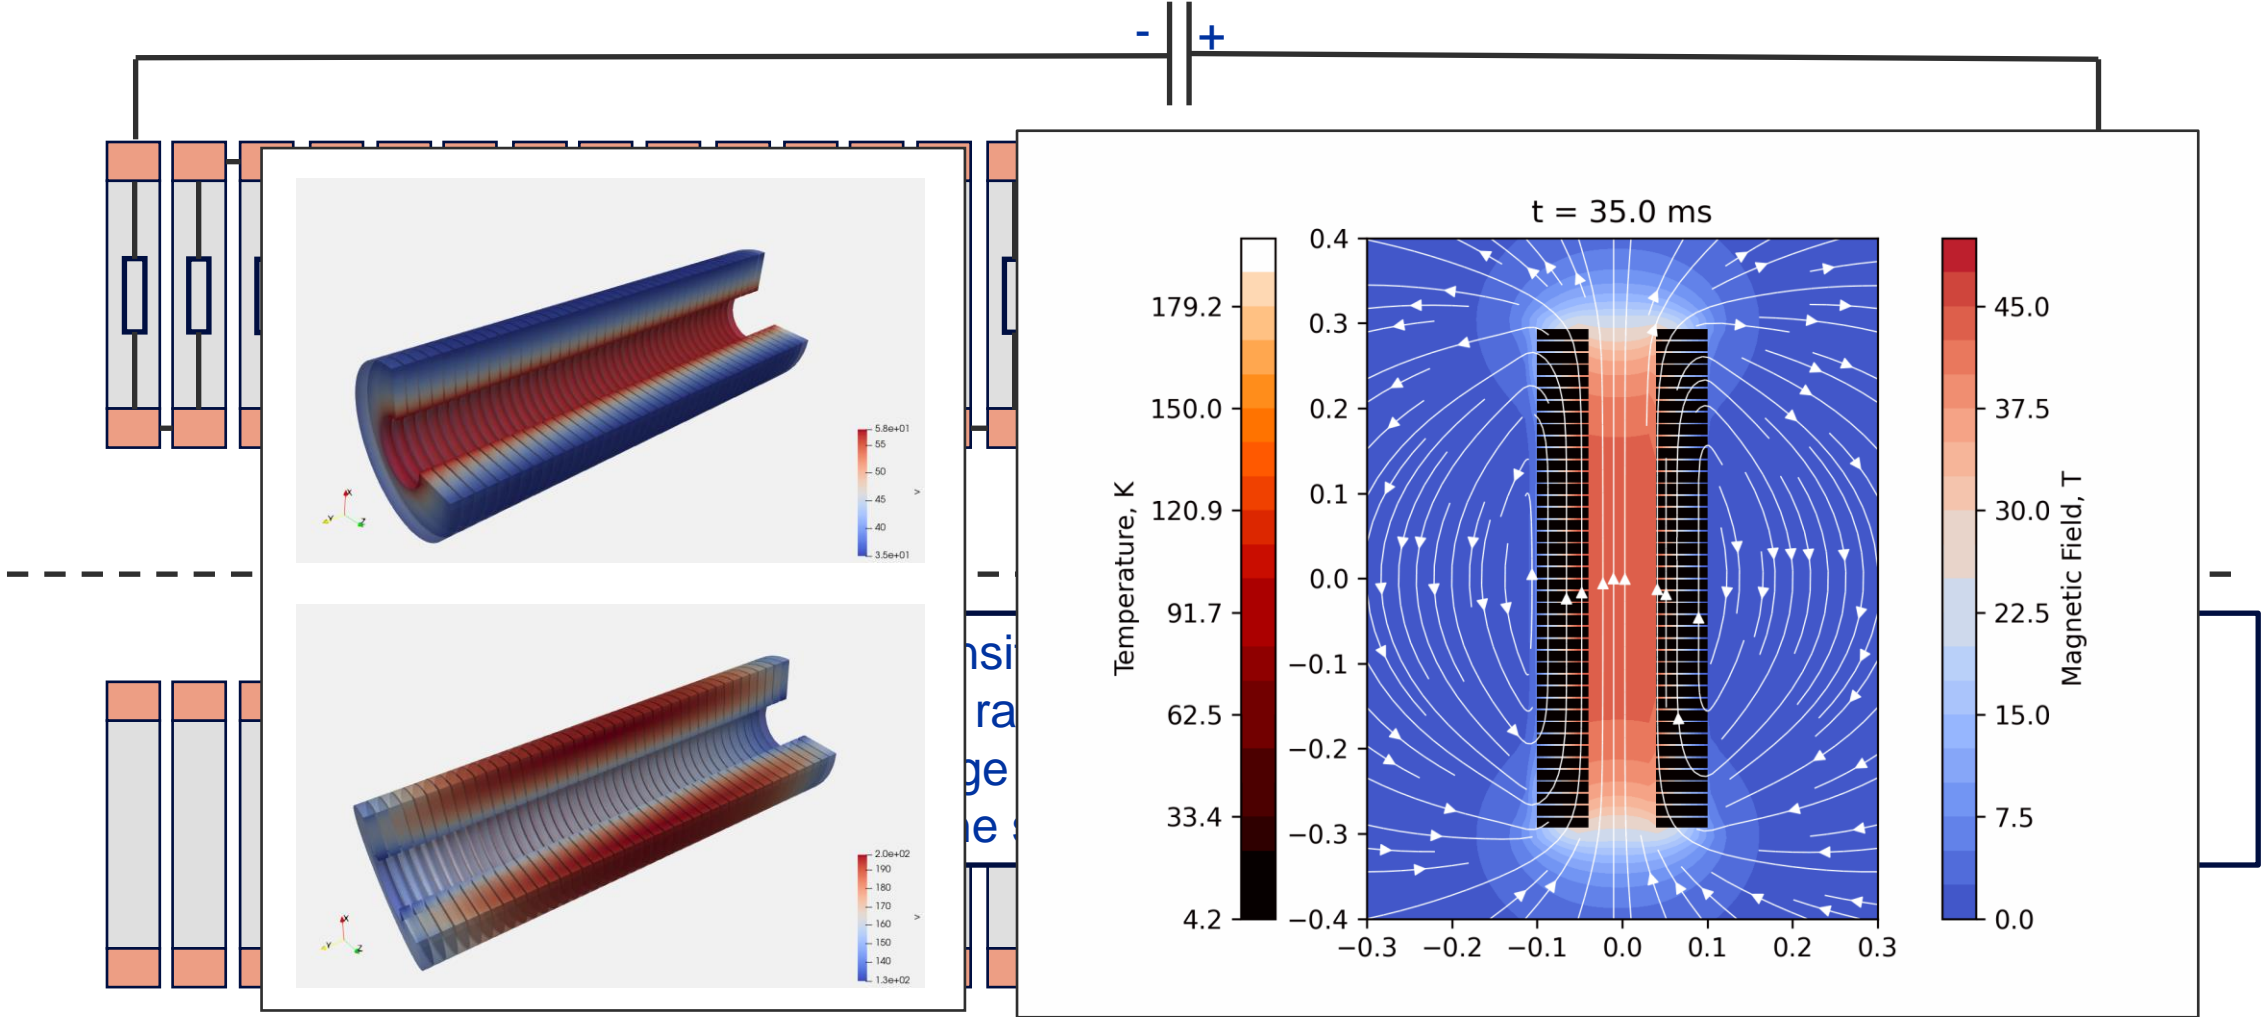 - +
5.8e+01
55
50
45
40
3.5e+01
>
X
Y
Z
2.0e+02
190
180
170
160
150
140
1.3e+02
>
X
Y
Z
nsi
ra
ge
ne s
t = 35.0 ms
Temperature, K
179.2
150.0
120.9
91.7
62.5
33.4
4.2
0.4
0.3
0.2
0.1
0.0
−0.1
−0.2
−0.3
−0.4
−0.3 −0.2 −0.1 0.0 0.1 0.2 0.3
45.0
37.5
30.0
22.5
15.0
7.5
0.0
Magnetic Field, T